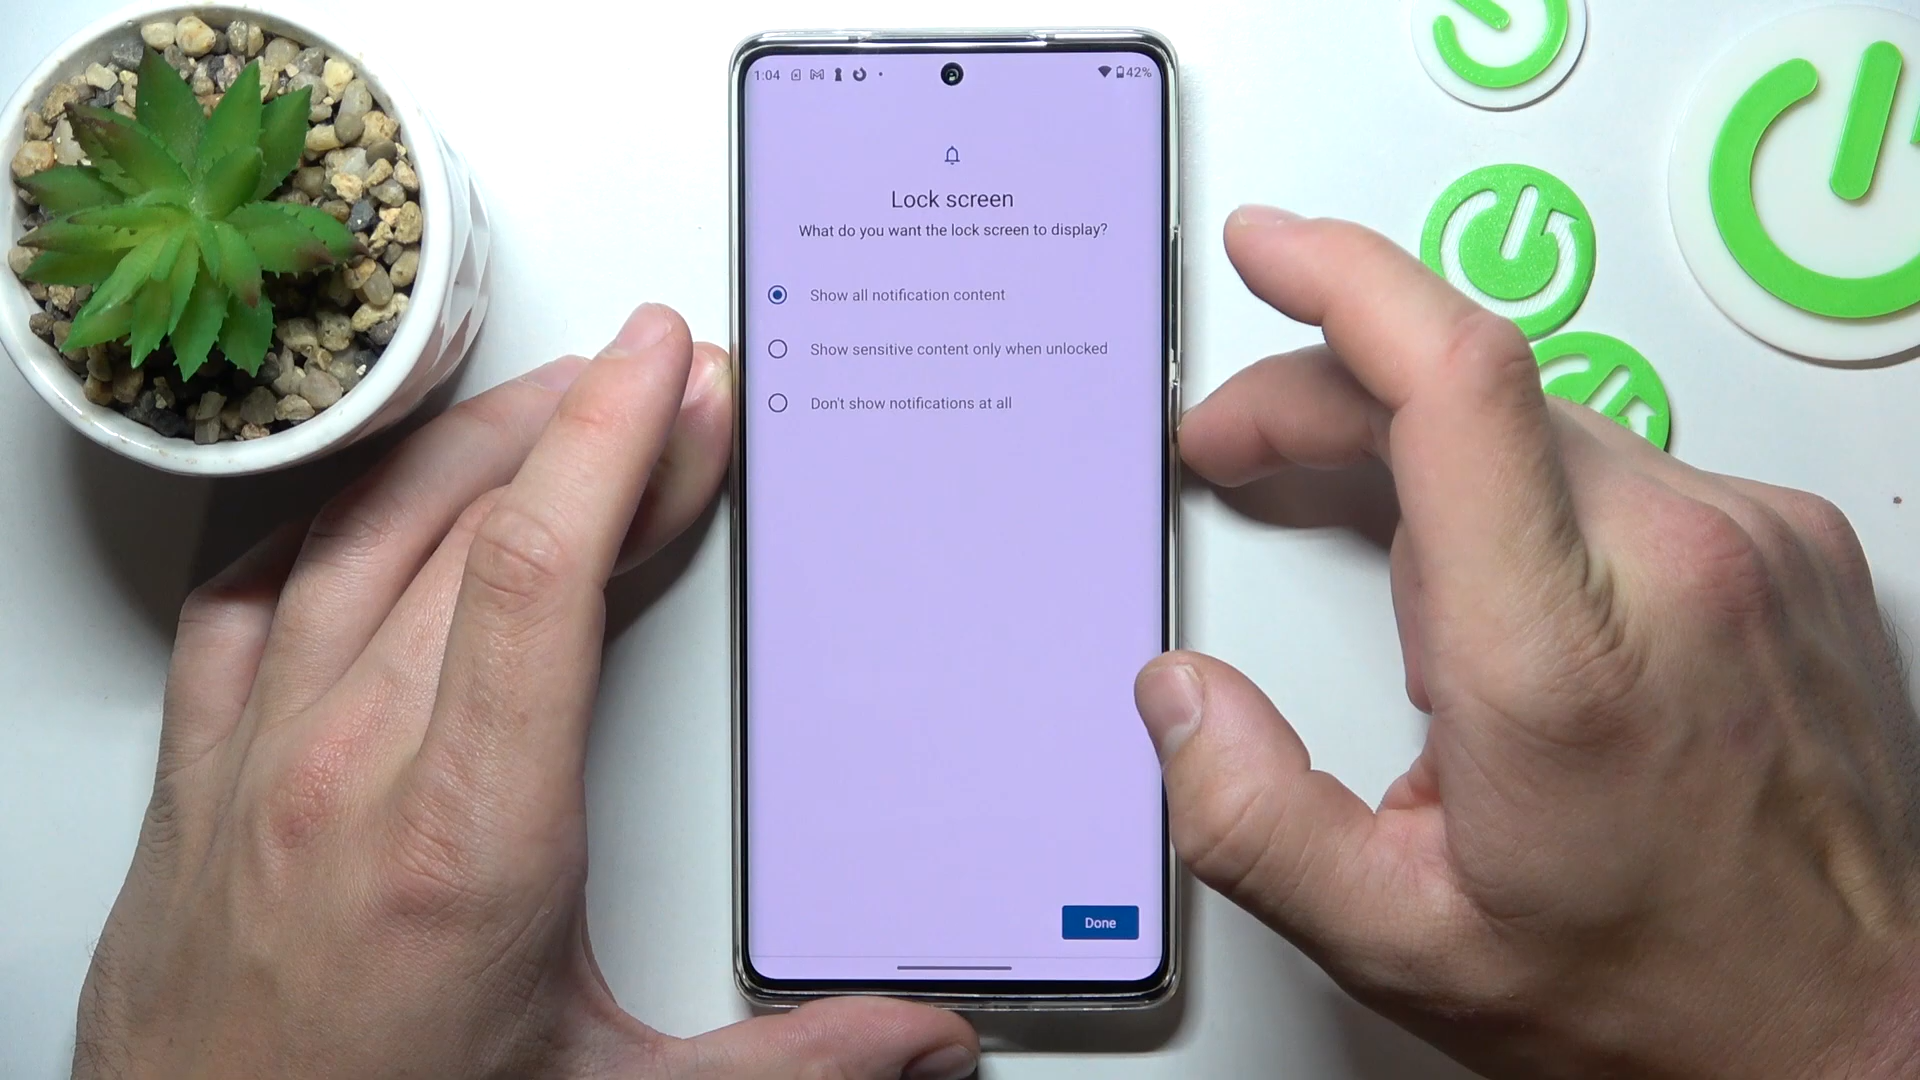 1:04
42%
Lock screen
What do you want the lock screen to display?
Show all notification content
Show sensitive content only when unlocked
Don't show notifications at all
Done